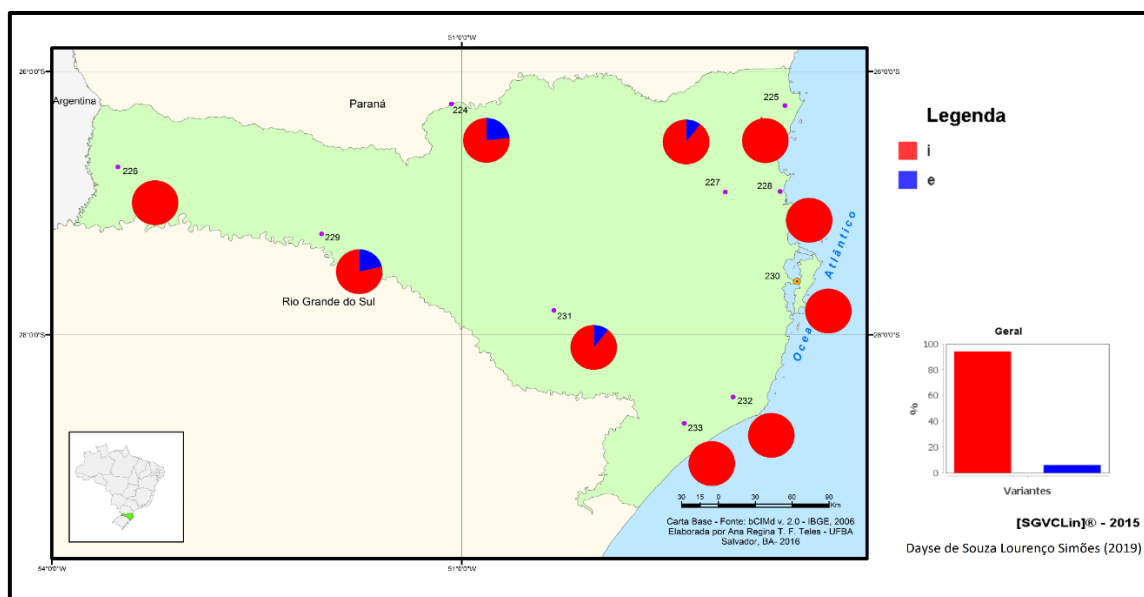 51°0'0"W
26°0'0"S
26°0'0"S
Argentina
Paraná
224
225
226
227
228
229
230
231
232
233
Rio Grande do Sul
Oceano Atlântico
28°0'0"S
28°0'0"S
30 15 0 30 60 90
Km
Carta Base - Fonte: bCIMd v. 2.0 - IBGE, 2006
Elaborada por Ana Regina T. F. Teles - UFBA
Salvador, BA- 2016
54°0'0"W
51°0'0"W
Legenda
i
e
Geral
100
80
60
40
20
0
%
Variantes
[SGVCLin]® - 2015
Dayse de Souza Lourenço Simões (2019)